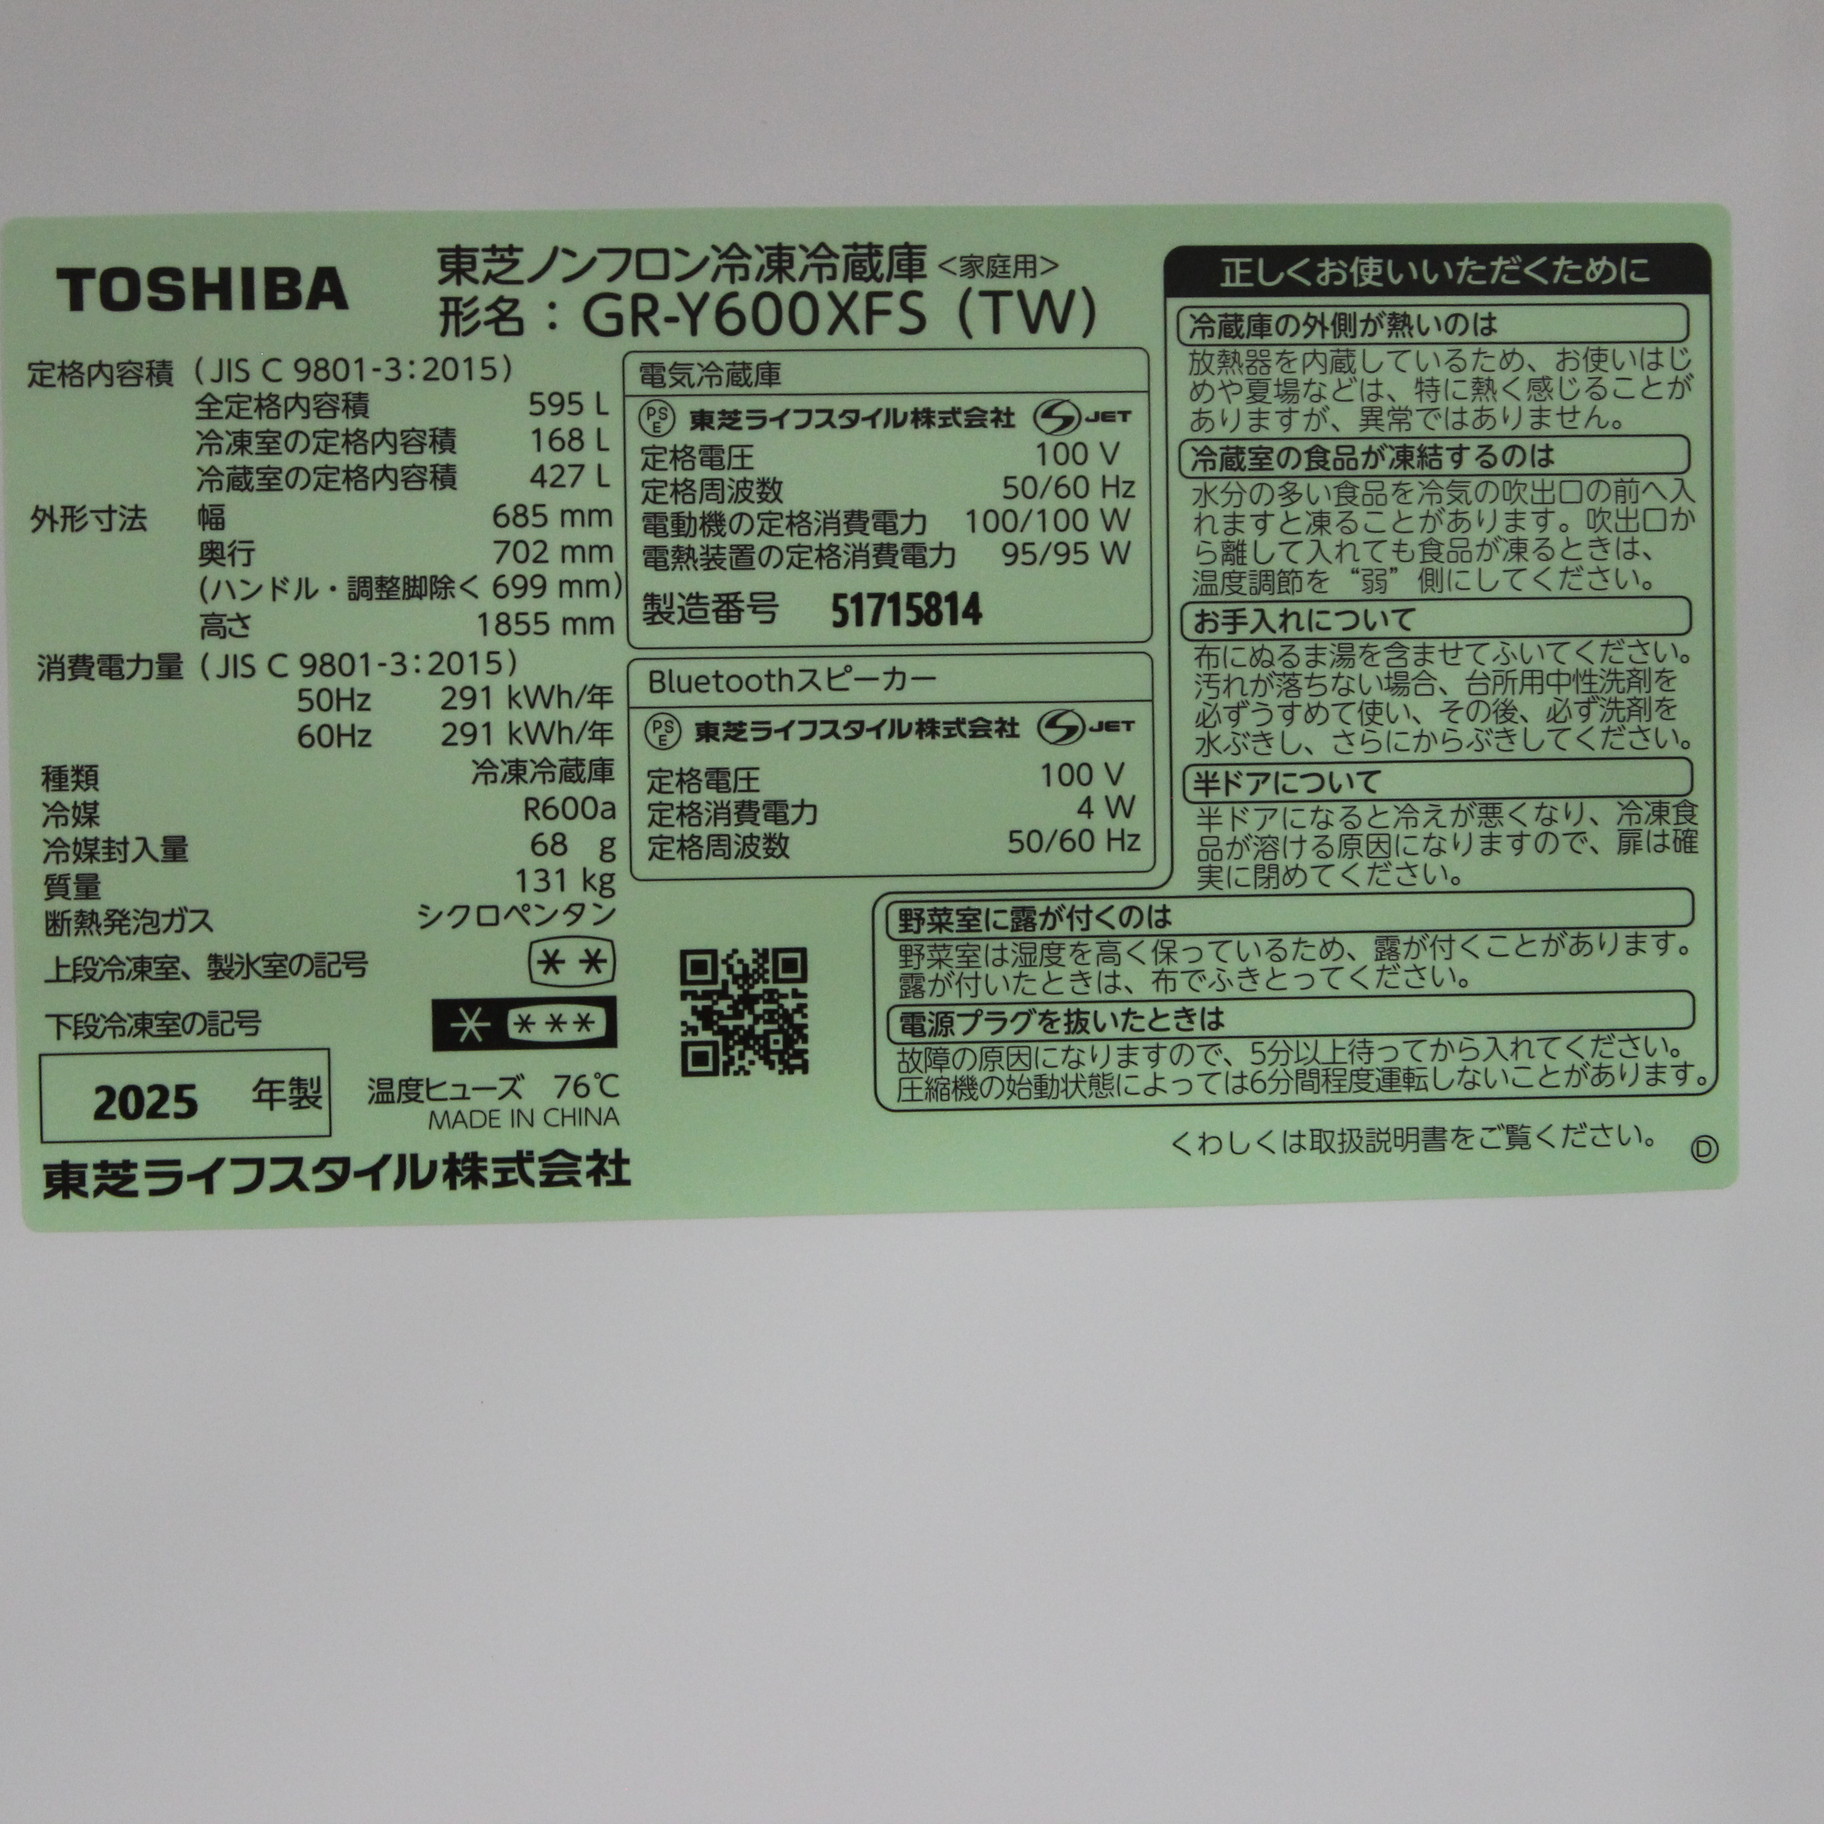 TOSHIBA
東芝ノンフロン冷凍冷蔵庫<家庭用>
形名：GR-Y600XFS (TW)
定格内容積 (JIS C 9801-3:2015)
全定格内容積 595 L
冷凍室の定格内容積 168 L
冷蔵室の定格内容積 427 L
外形寸法 幅 685 mm
奥行 702 mm
(ハンドル・調整脚除く 699 mm)
高さ 1855 mm
消費電力量 (JIS C 9801-3:2015)
50Hz 291 kWh/年
60Hz 291 kWh/年
種類 冷凍冷蔵庫
冷媒 R600a
冷媒封入量 68 g
質量 131 kg
断熱発泡ガス シクロペンタン
上段冷凍室、製氷室の記号
下段冷凍室の記号
2025 年製
温度ヒューズ 76℃
MADE IN CHINA
東芝ライフスタイル株式会社
電気冷蔵庫
PSE 東芝ライフスタイル株式会社 JET
定格電圧 100 V
定格周波数 50/60 Hz
電動機の定格消費電力 100/100 W
電熱装置の定格消費電力 95/95 W
製造番号 51715814
Bluetoothスピーカー
PSE 東芝ライフスタイル株式会社 JET
定格電圧 100 V
定格消費電力 4 W
定格周波数 50/60 Hz
正しくお使いいただくために
冷蔵庫の外側が熱いのは
放熱器を内蔵しているため、お使いはじ
めや夏場などは、特に熱く感じることが
ありますが、異常ではありません。
冷蔵室の食品が凍結するのは
水分の多い食品を冷気の吹出口の前へ入
れますと凍ることがあります。吹出口か
ら離して入れても食品が凍るときは、
温度調節を“弱”側にしてください。
お手入れについて
布にぬるま湯を含ませてふいてください。
汚れが落ちない場合、台所用中性洗剤を
必ずうすめて使い、その後、必ず洗剤を
水ぶきし、さらにからぶきしてください。
半ドアについて
半ドアになると冷えが悪くなり、冷凍食
品が溶ける原因になりますので、扉は確
実に閉めてください。
野菜室に露が付くのは
野菜室は湿度を高く保っているため、露が付くことがあります。
露が付いたときは、布でふきとってください。
電源プラグを抜いたときは
故障の原因になりますので、5分以上待ってから入れてください。
圧縮機の始動状態によっては6分間程度運転しないことがあります。
くわしくは取扱説明書をご覧ください。 Ⓓ